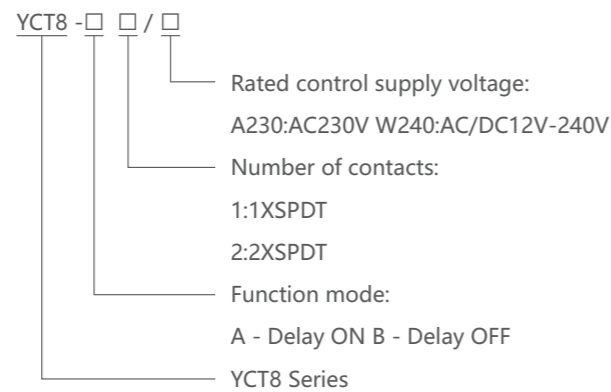 YCT8 -□ □ / □
Rated control supply voltage:
A230:AC230V W240:AC/DC12V-240V
Number of contacts:
1:1XSPDT
2:2XSPDT
Function mode:
A - Delay ON B - Delay OFF
YCT8 Series